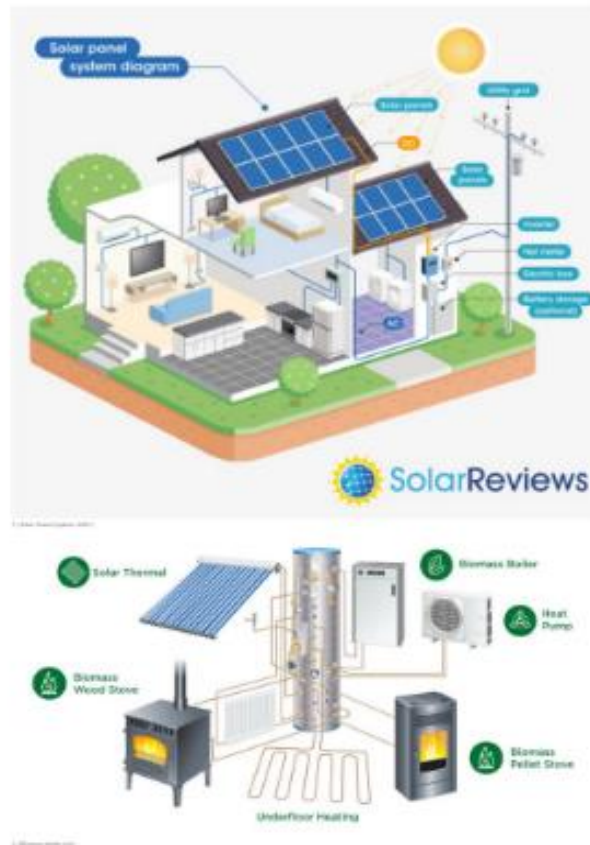 Solar panel
system diagram
Solar panels
Utility grid
DC
Solar
panels
Inverter
Net meter
Electric box
Battery storage
(optional)
AC
SolarReviews
Solar Thermal
Biomass Boiler
Heat
Pump
Biomass
Wood Stove
Biomass
Pellet Stove
Underfloor Heating